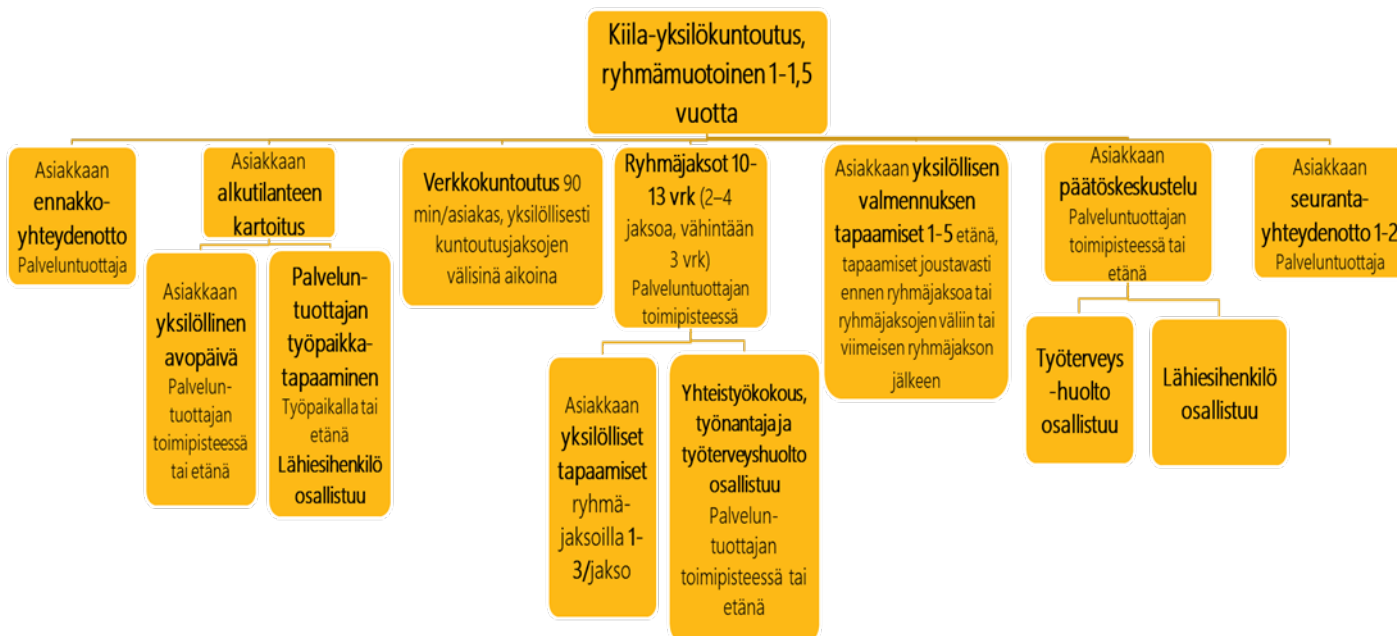 Kiila-yksilökuntoutus,
ryhmämuotoinen 1-1,5
vuotta
Asiakkaan
ennakko-
yhteydenotto
Palveluntuottaja
Asiakkaan
alkutilanteen
kartoitus
Asiakkaan
yksilöllinen
avopäivä
Palvelun-
tuottajan
toimipisteessä
tai etänä
Palvelun-
tuottajan
työpaikka-
tapaaminen
Työpaikalla tai
etänä
Lähiesihenkilö
osallistuu
Verkkokuntoutus 90
min/asiakas, yksilöllisesti
kuntoutusjaksojen
välisinä aikoina
Ryhmäjaksot 10-
13 vrk (2–4
jaksoa, vähintään
3 vrk)
Palveluntuottajan
toimipisteessä
Asiakkaan
yksilölliset
tapaamiset
ryhmä-
jaksoilla 1-
3/jakso
Yhteistyökokous,
työnantaja ja
työterveyshuolto
osallistuu
Palvelun-
tuottajan
toimipisteessä tai
etänä
Asiakkaan yksilöllisen
valmennuksen
tapaamiset 1-5 etänä,
tapaamiset joustavasti
ennen ryhmäjaksoa tai
ryhmäjaksojen väliin tai
viimeisen ryhmäjakson
jälkeen
Asiakkaan
päätöskeskustelu
Palveluntuottajan
toimipisteessä tai
etänä
Työterveys
-huolto
osallistuu
Lähiesihenkilö
osallistuu
Asiakkaan
seuranta-
yhteydenotto 1-2
Palveluntuottaja